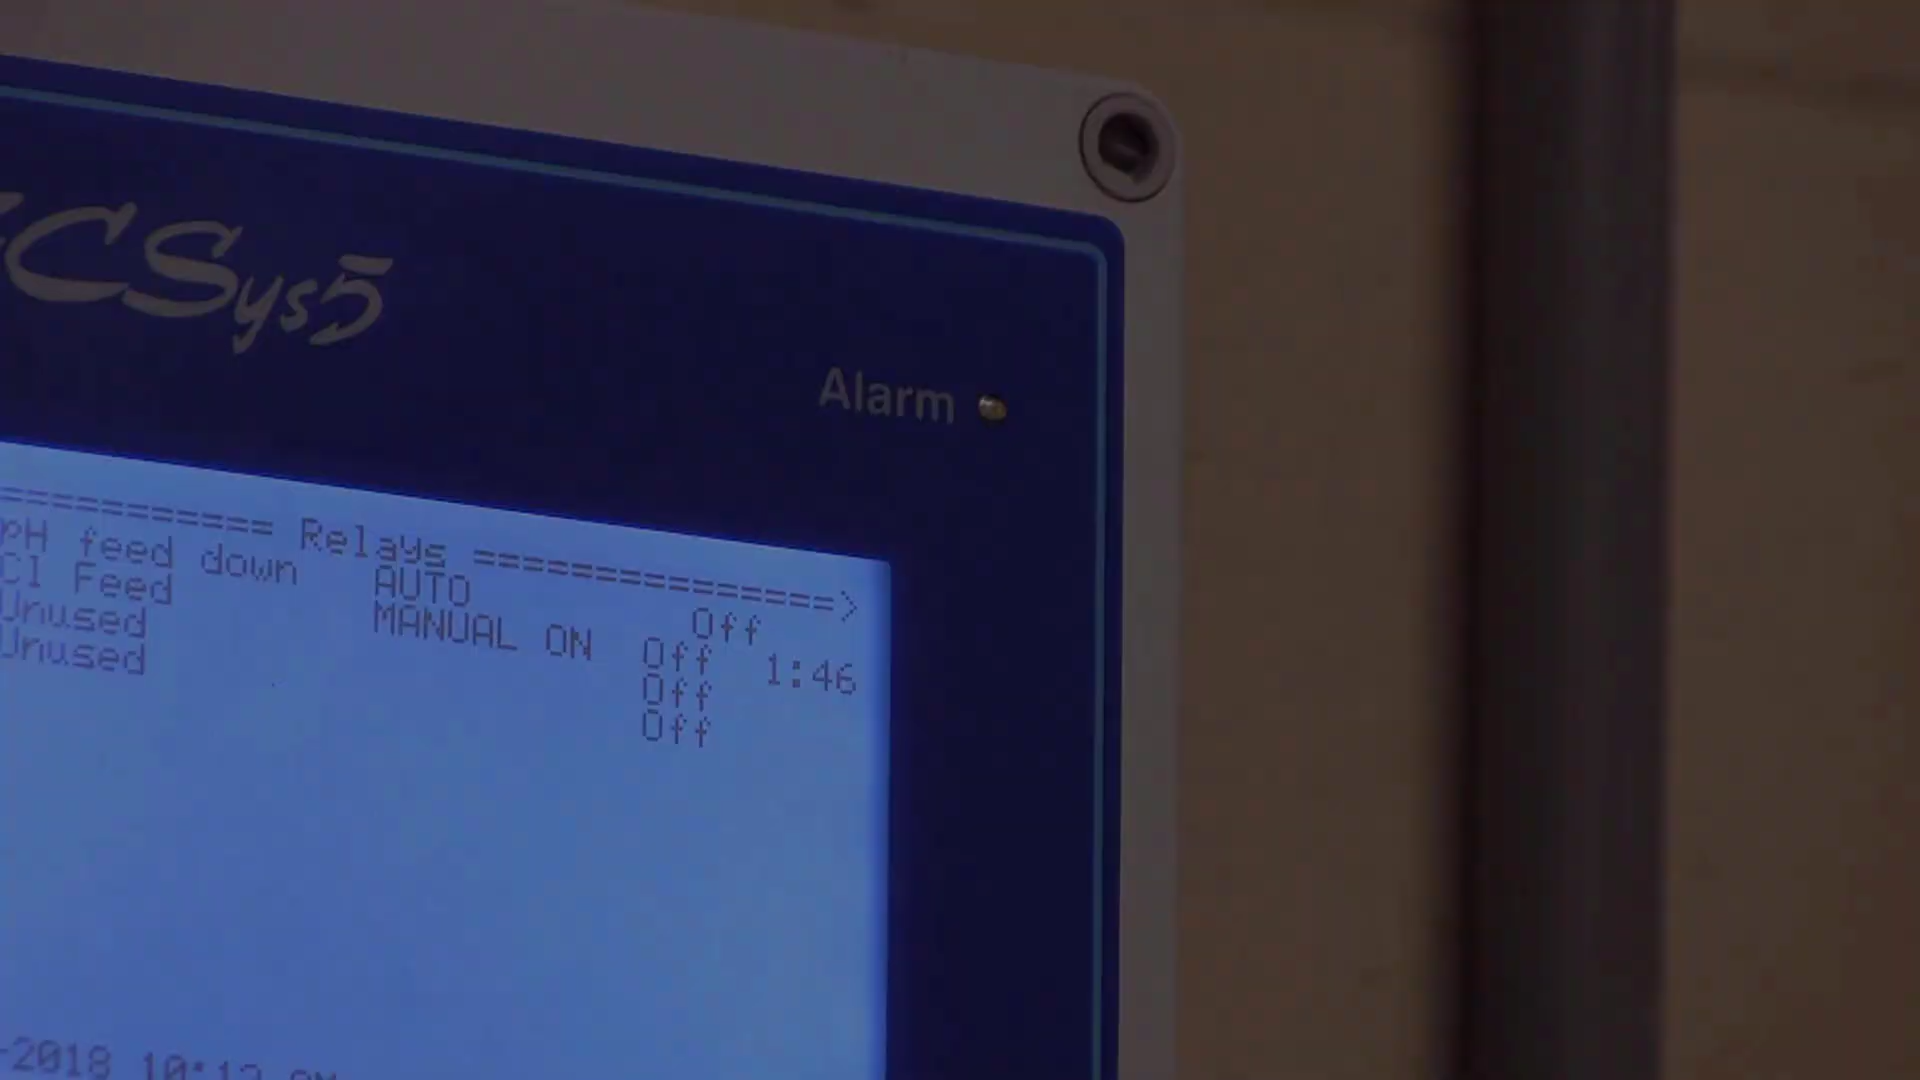 CSys5
Alarm
========== Relays ===============>
pH feed down AUTO Off
Cl Feed MANUAL ON Off 1:46
Unused Off
Unused Off
-2018 10:12